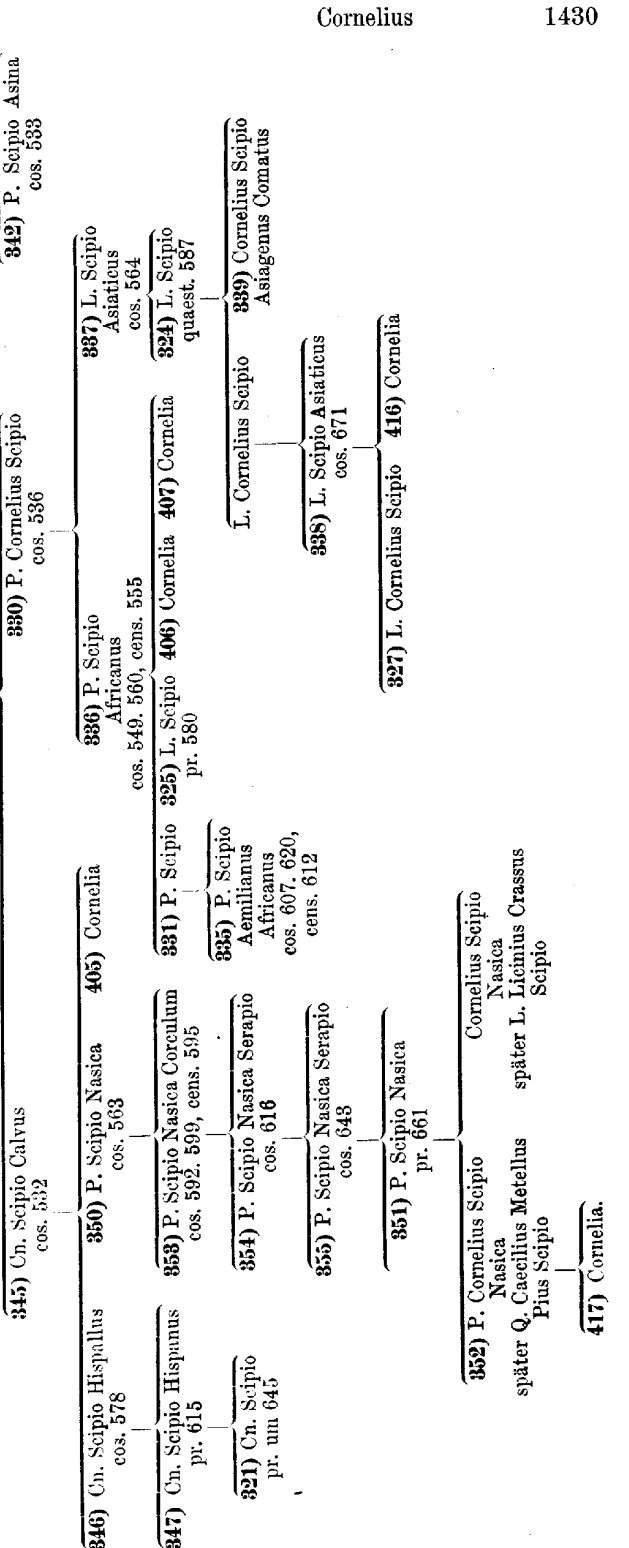 Cornelius 1430
342) P. Scipio Asina
cos. 533
330) P. Cornelius Scipio
cos. 536
345) Cn. Scipio Calvus
cos. 532
337) L. Scipio
Asiaticus
cos. 564
336) P. Scipio
Africanus
cos. 549. 560, cens. 555
405) Cornelia
350) P. Scipio Nasica
cos. 563
346) Cn. Scipio Hispallus
cos. 578
324) L. Scipio
quaest. 587
407) Cornelia
406) Cornelia
325) L. Scipio
pr. 580
331) P. Scipio
353) P. Scipio Nasica Corculum
cos. 592. 599, cens. 595
347) Cn. Scipio Hispanus
pr. 615
339) Cornelius Scipio
Asiagenus Comatus
L. Cornelius Scipio
335) P. Scipio
Aemilianus
Africanus
cos. 607. 620,
cens. 612
354) P. Scipio Nasica Serapio
cos. 616
321) Cn. Scipio
pr. um 645
338) L. Scipio Asiaticus
cos. 671
355) P. Scipio Nasica Serapio
cos. 643
416) Cornelia
327) L. Cornelius Scipio
351) P. Scipio Nasica
pr. 661
Cornelius Scipio
Nasica
später L. Licinius Crassus
Scipio
352) P. Cornelius Scipio
Nasica
später Q. Caecilius Metellus
Pius Scipio
417) Cornelia.